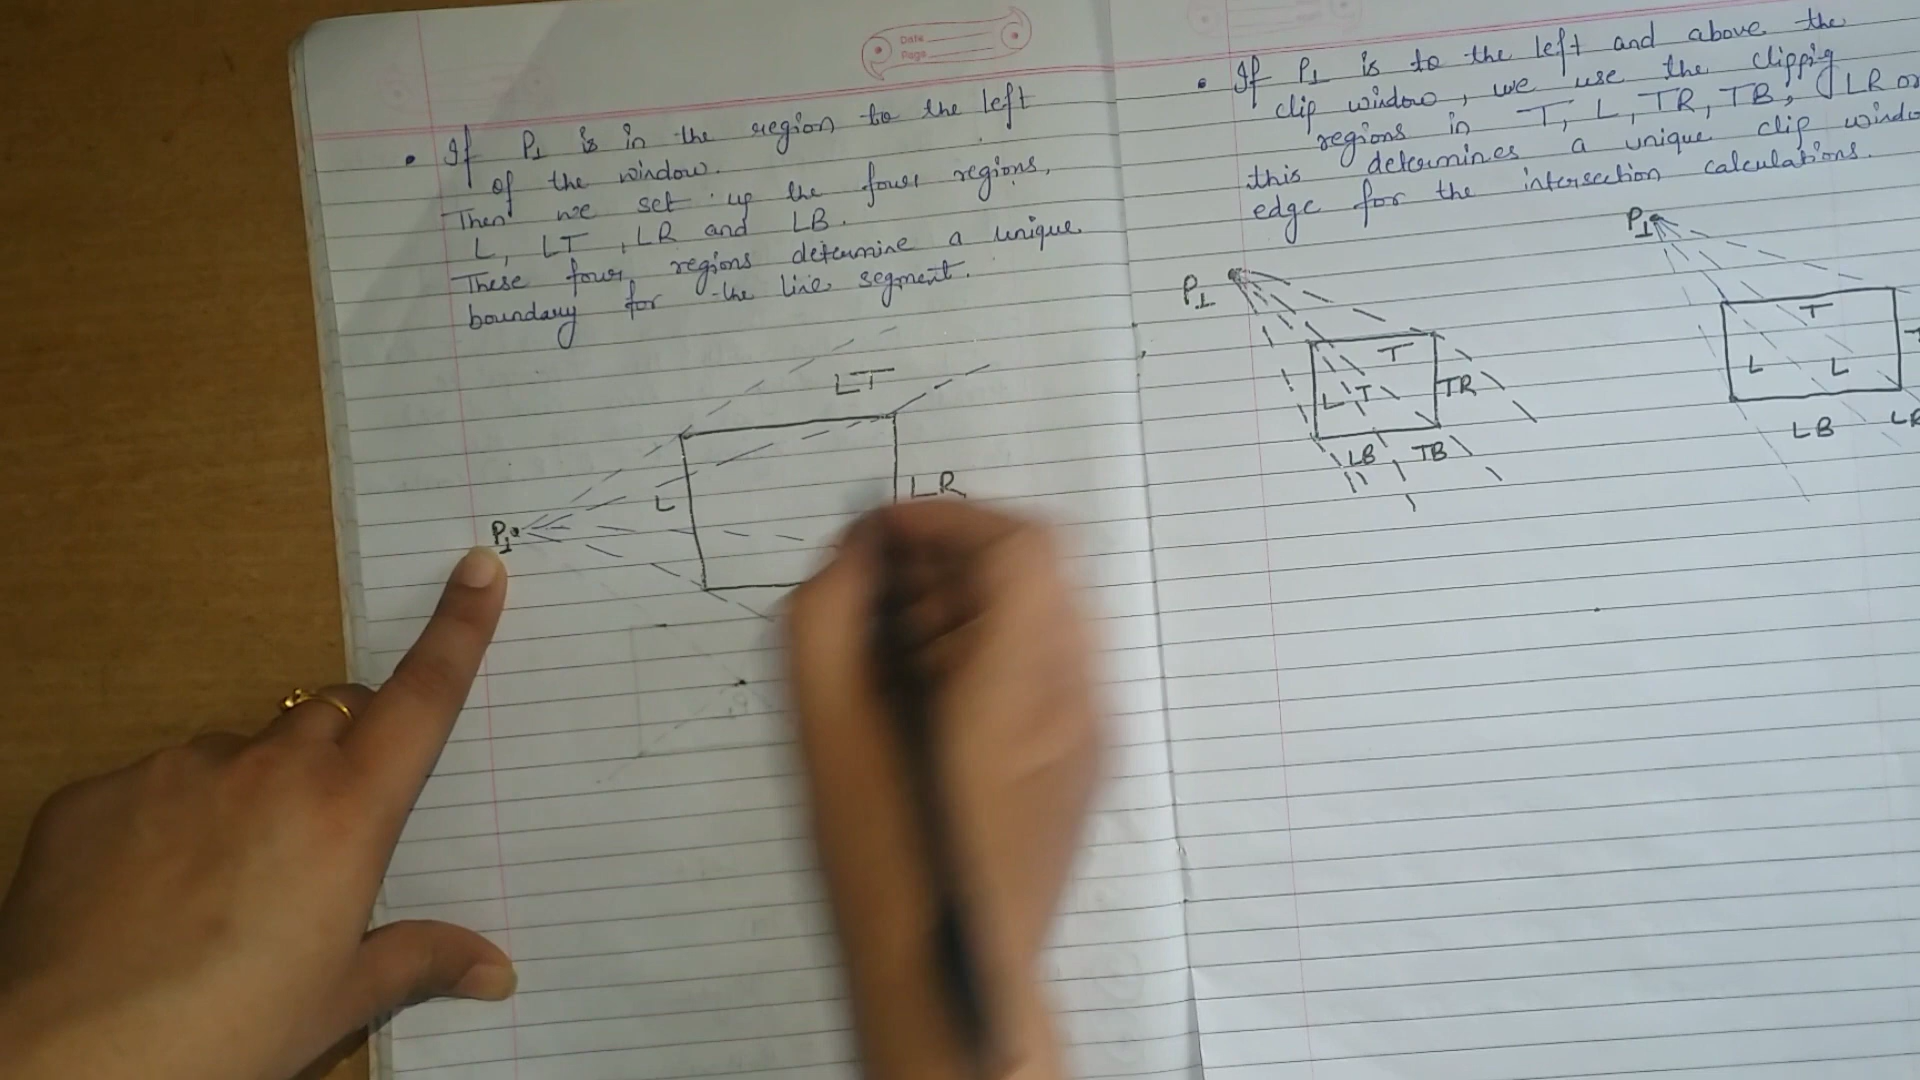 Date
Page
• If P1 is in the region to the left
of the window.
Then we set up the four regions,
L, LT, LR and LB.
These four regions determine a unique
boundary for the line segment.
LT
L
LR
P1
• If P1 is to the left and above the
clip window, we use the clippig
regions in T, L, TR, TB, LR or
this determines a unique clip windo
edge for the intersection calculations.
P1
T
L T
TR
LB
TB
P1
T
L
L
T
LB
LR